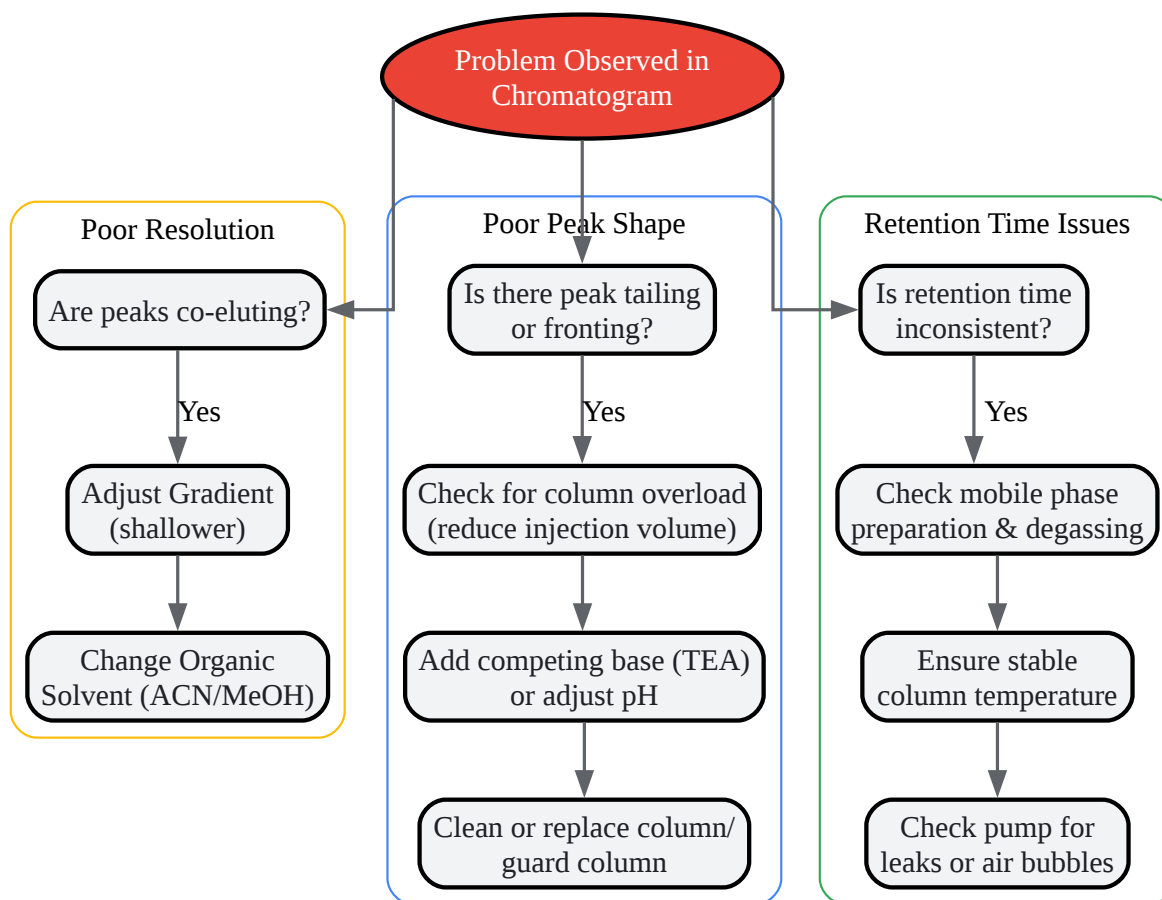 Problem Observed in
Chromatogram
Poor Resolution
Are peaks co-eluting?
Yes
Adjust Gradient
(shallower)
Change Organic
Solvent (ACN/MeOH)
Poor Peak Shape
Is there peak tailing
or fronting?
Yes
Check for column overload
(reduce injection volume)
Add competing base (TEA)
or adjust pH
Clean or replace column/
guard column
Retention Time Issues
Is retention time
inconsistent?
Yes
Check mobile phase
preparation & degassing
Ensure stable
column temperature
Check pump for
leaks or air bubbles